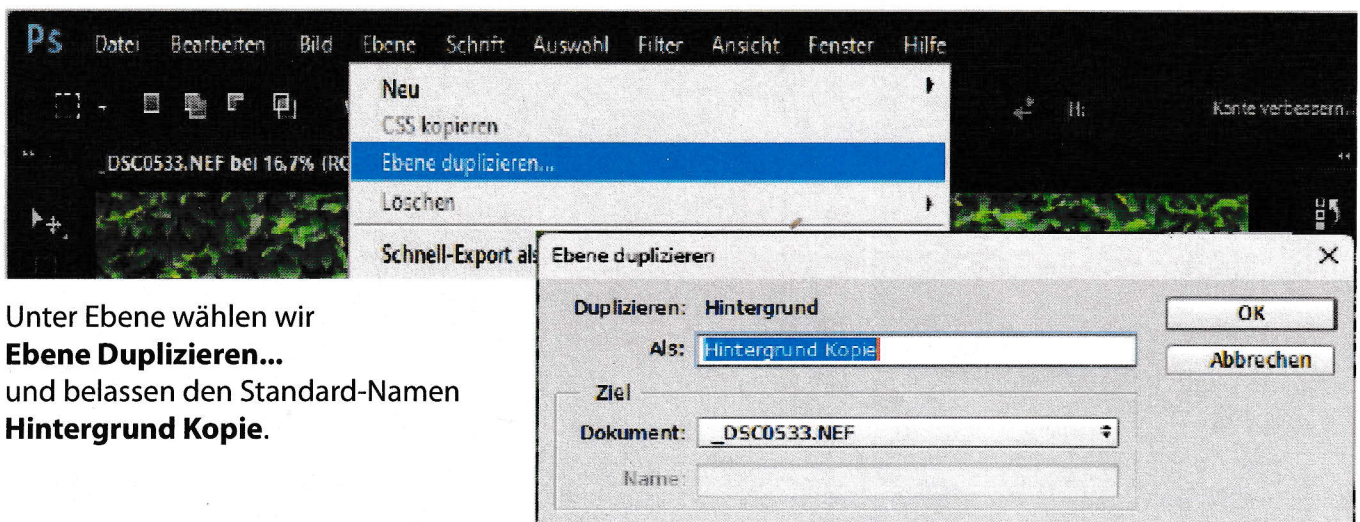 Ps Datei Bearbeiten Bild Ebene Schrift Auswahl Filter Ansicht Fenster Hilfe
Neu
CSS kopieren
H: Kante verbessern...
_DSC0533.NEF bei 16,7% (RG
Ebene duplizieren...
Löschen
Schnell-Export als
Ebene duplizieren
Duplizieren: Hintergrund
OK
Als: Hintergrund Kopie
Abbrechen
Ziel
Dokument: _DSC0533.NEF
Name:
Unter Ebene wählen wir
Ebene Duplizieren...
und belassen den Standard-Namen
Hintergrund Kopie.